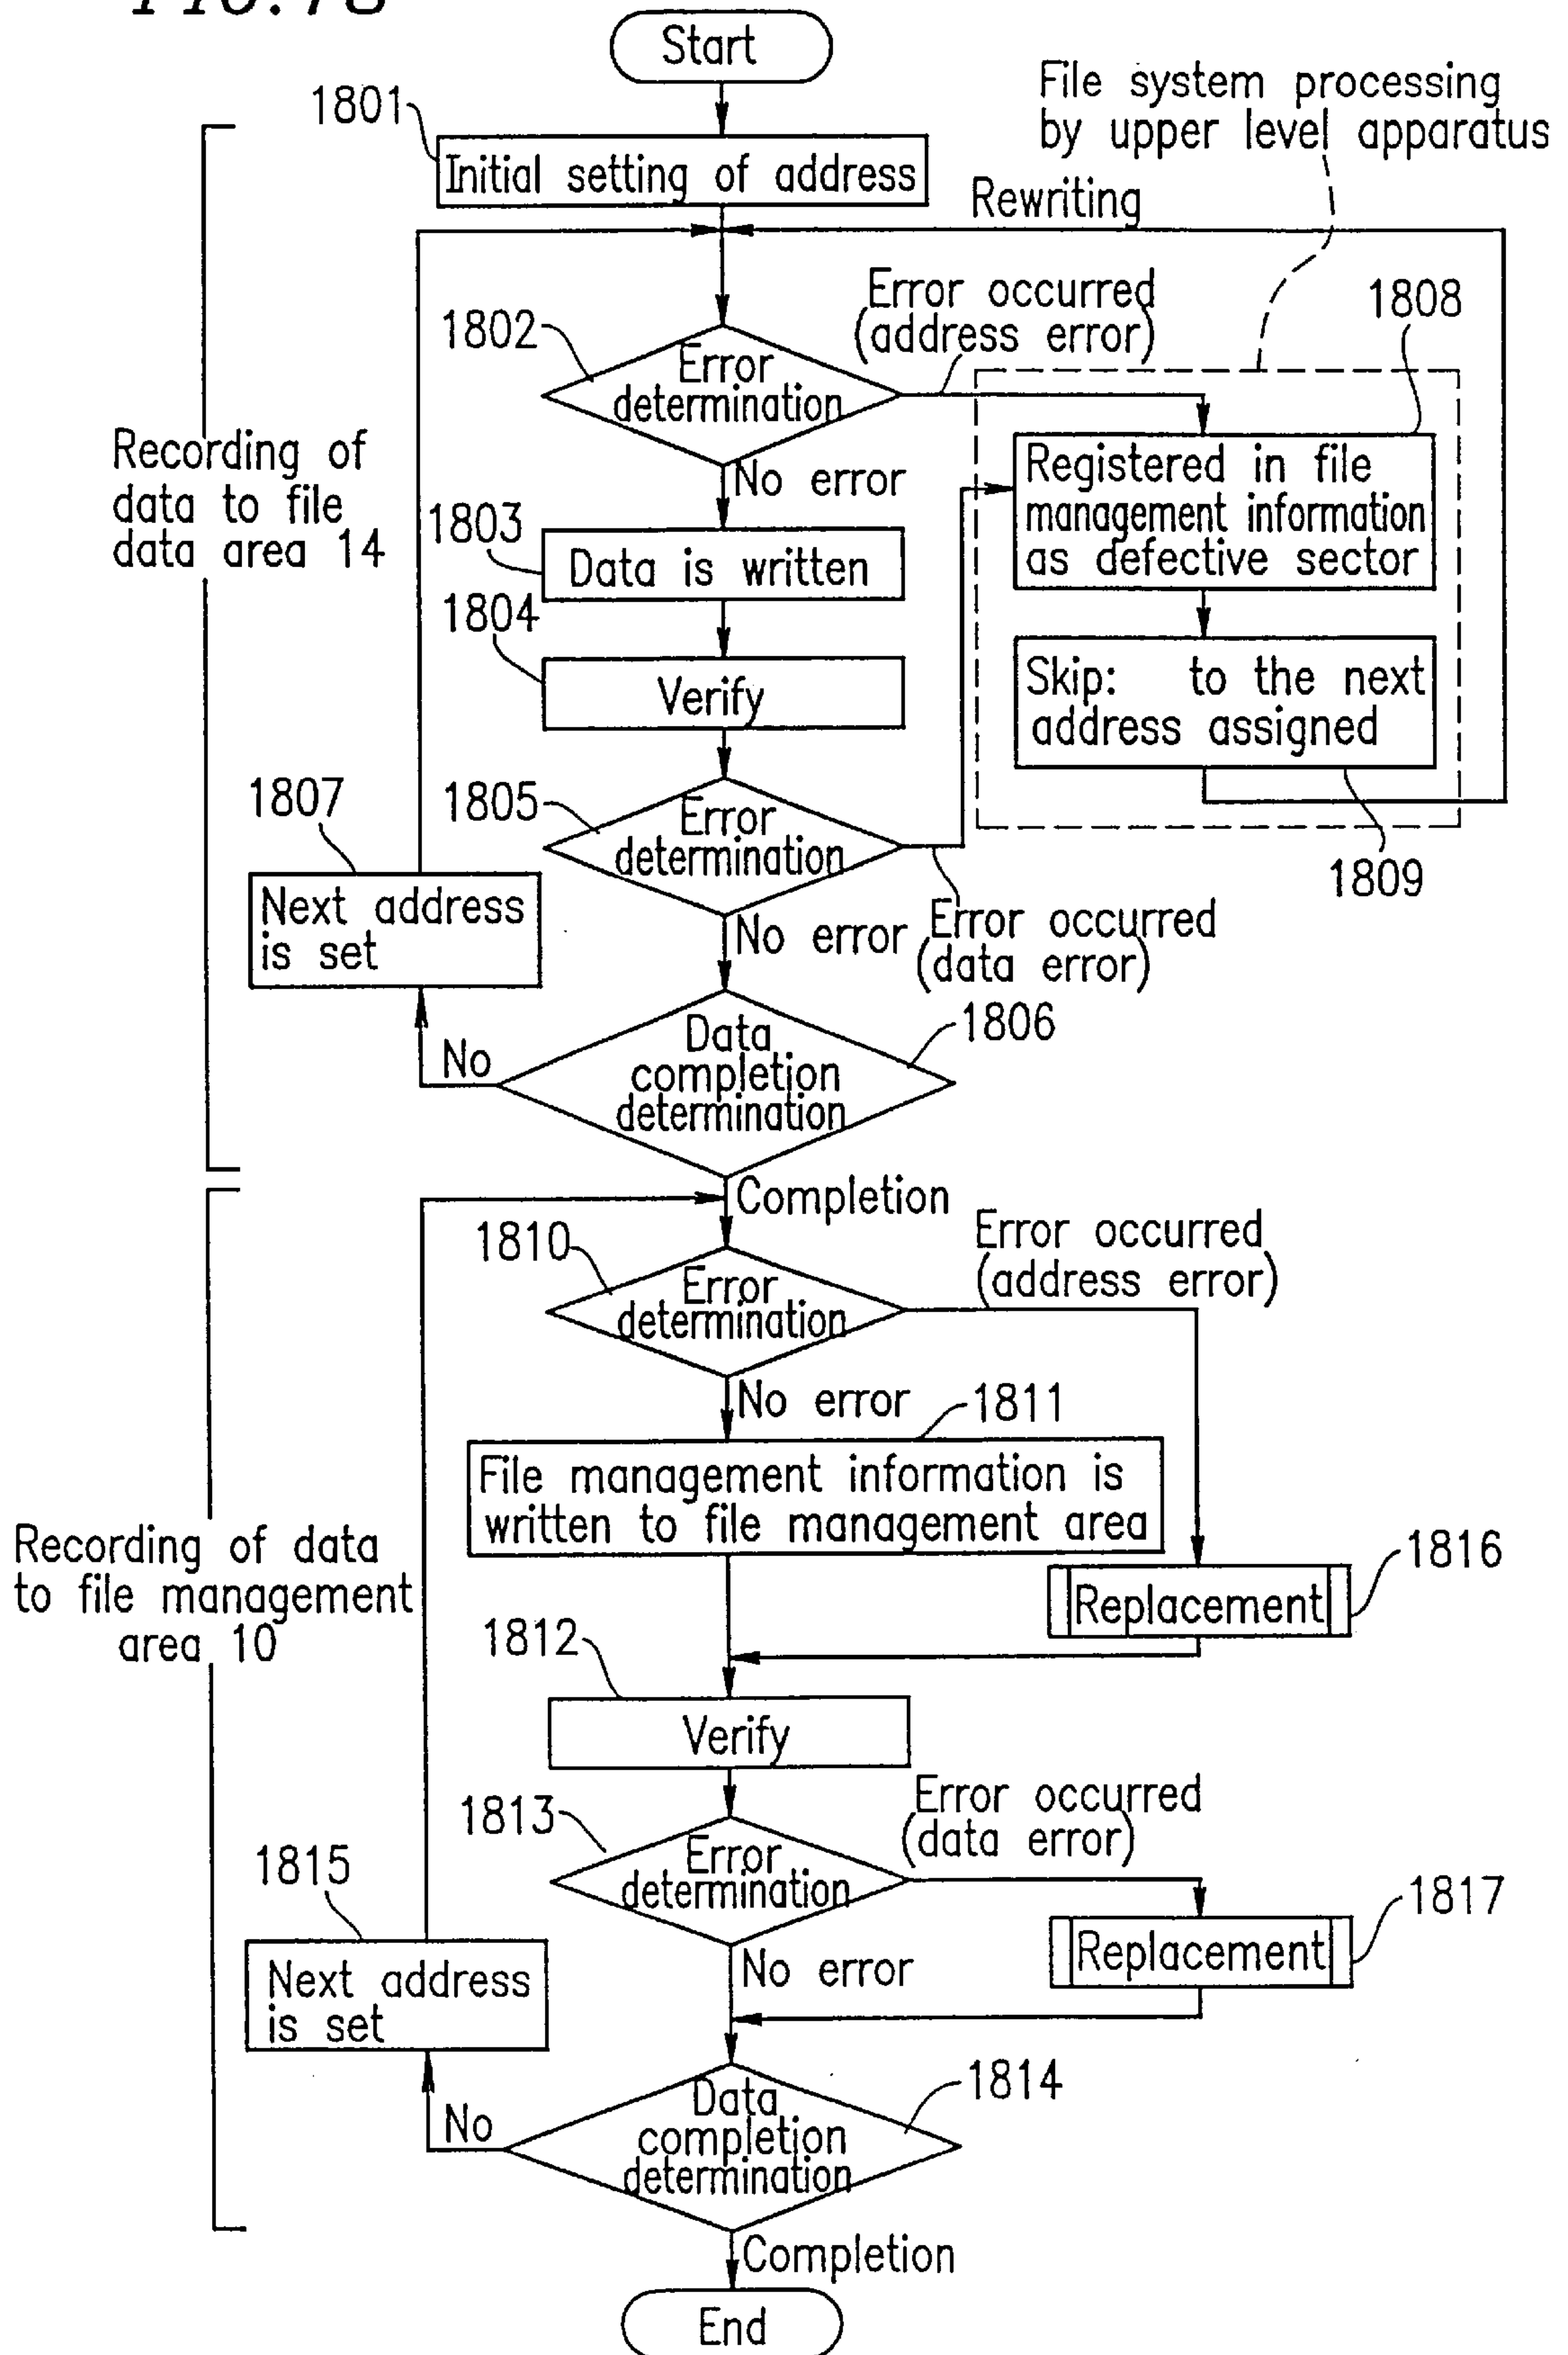 Start
File system processing
by upper level apparatus
1801
Initial setting of address
Rewriting
Error occurred
(address error)
1808
1802
Error
determination
Recording of
data to file
data area 14
No error
Registered in file
management information
as defective sector
1803
Data is written
1804
Verify
Skip: to the next
address assigned
1807
1805
Error
determination
1809
Next address
is set
No error
Error occurred
(data error)
1806
Data
completion
determination
No
Completion
1810
Error occurred
(address error)
Error
determination
No error
1811
File management information is
written to file management area
Recording of data
to file management
area 10
1816
Replacement
1812
Verify
Error occurred
(data error)
1813
Error
determination
1815
1817
Replacement
Next address
is set
No error
1814
Data
completion
determination
No
Completion
End